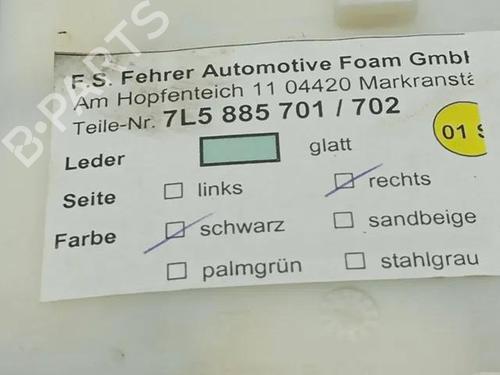 F.S. Fehrer Automotive Foam GmbH
Am Hopfenteich 11 04420 Markranstä
Teile-Nr. 7L5 885 701 / 702
01 S
Leder glatt
Seite links rechts
Farbe schwarz sandbeige
palmgrün stahlgrau
B-PARTS